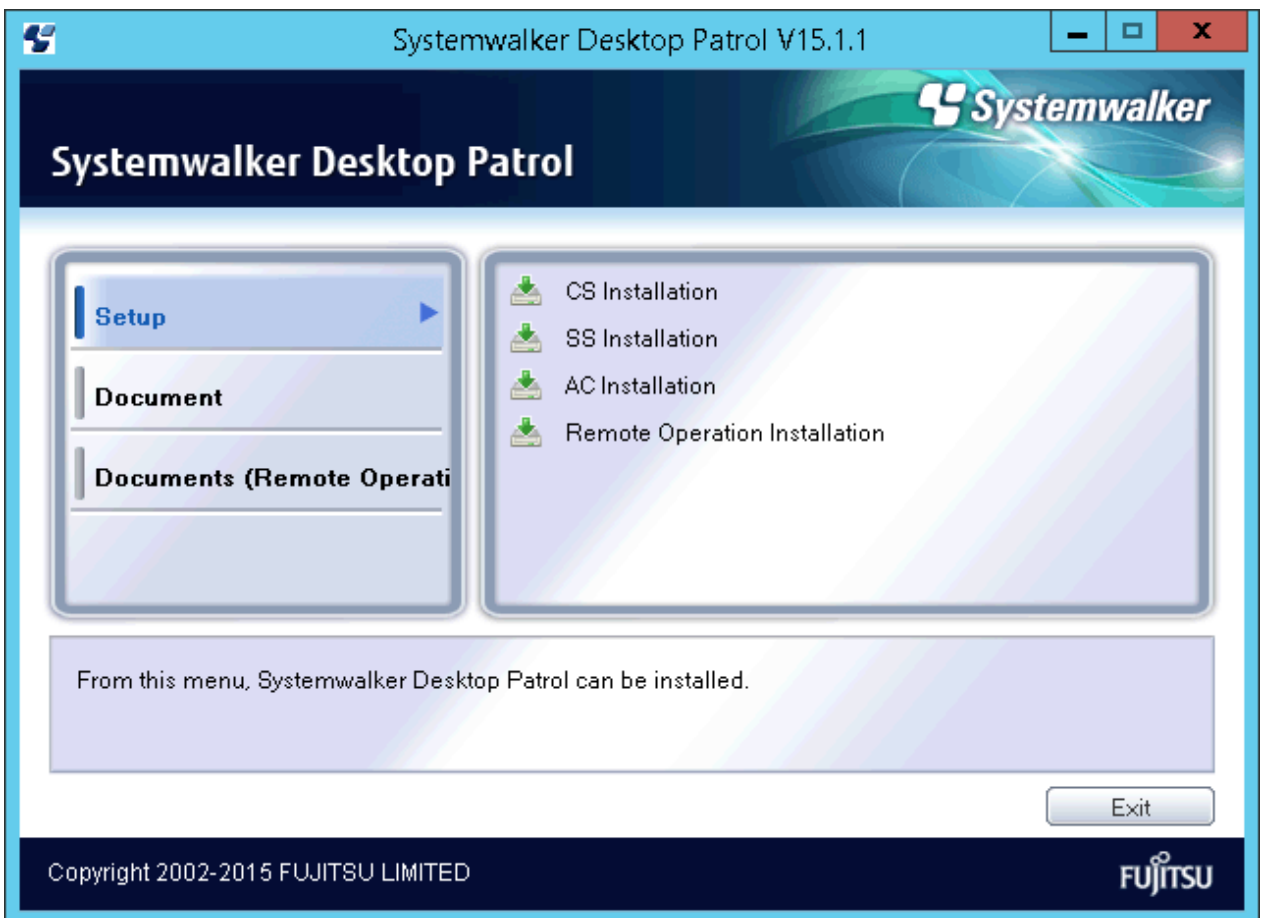 Systemwalker Desktop Patrol V15.1.1
Systemwalker
Systemwalker Desktop Patrol
Setup
Document
Documents (Remote Operati
CS Installation
SS Installation
AC Installation
Remote Operation Installation
From this menu, Systemwalker Desktop Patrol can be installed.
Exit
Copyright 2002-2015 FUJITSU LIMITED
FUJITSU